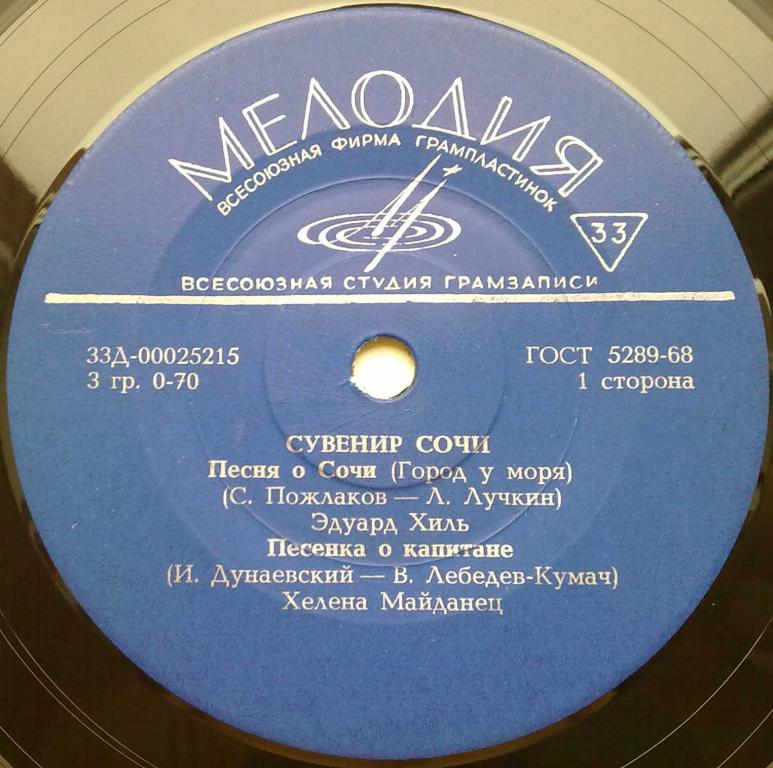 МЕЛОДИЯ
ВСЕСОЮЗНАЯ ФИРМА ГРАМПЛАСТИНОК
33
ВСЕСОЮЗНАЯ СТУДИЯ ГРАМЗАПИСИ
33Д-00025215 ГОСТ 5289-68
3 гр. 0-70 1 сторона
СУВЕНИР СОЧИ
Песня о Сочи (Город у моря)
(С. Пожлаков — Л. Лучкин)
Эдуард Хиль
Песенка о капитане
(И. Дунаевский — В. Лебедев-Кумач)
Хелена Майданец